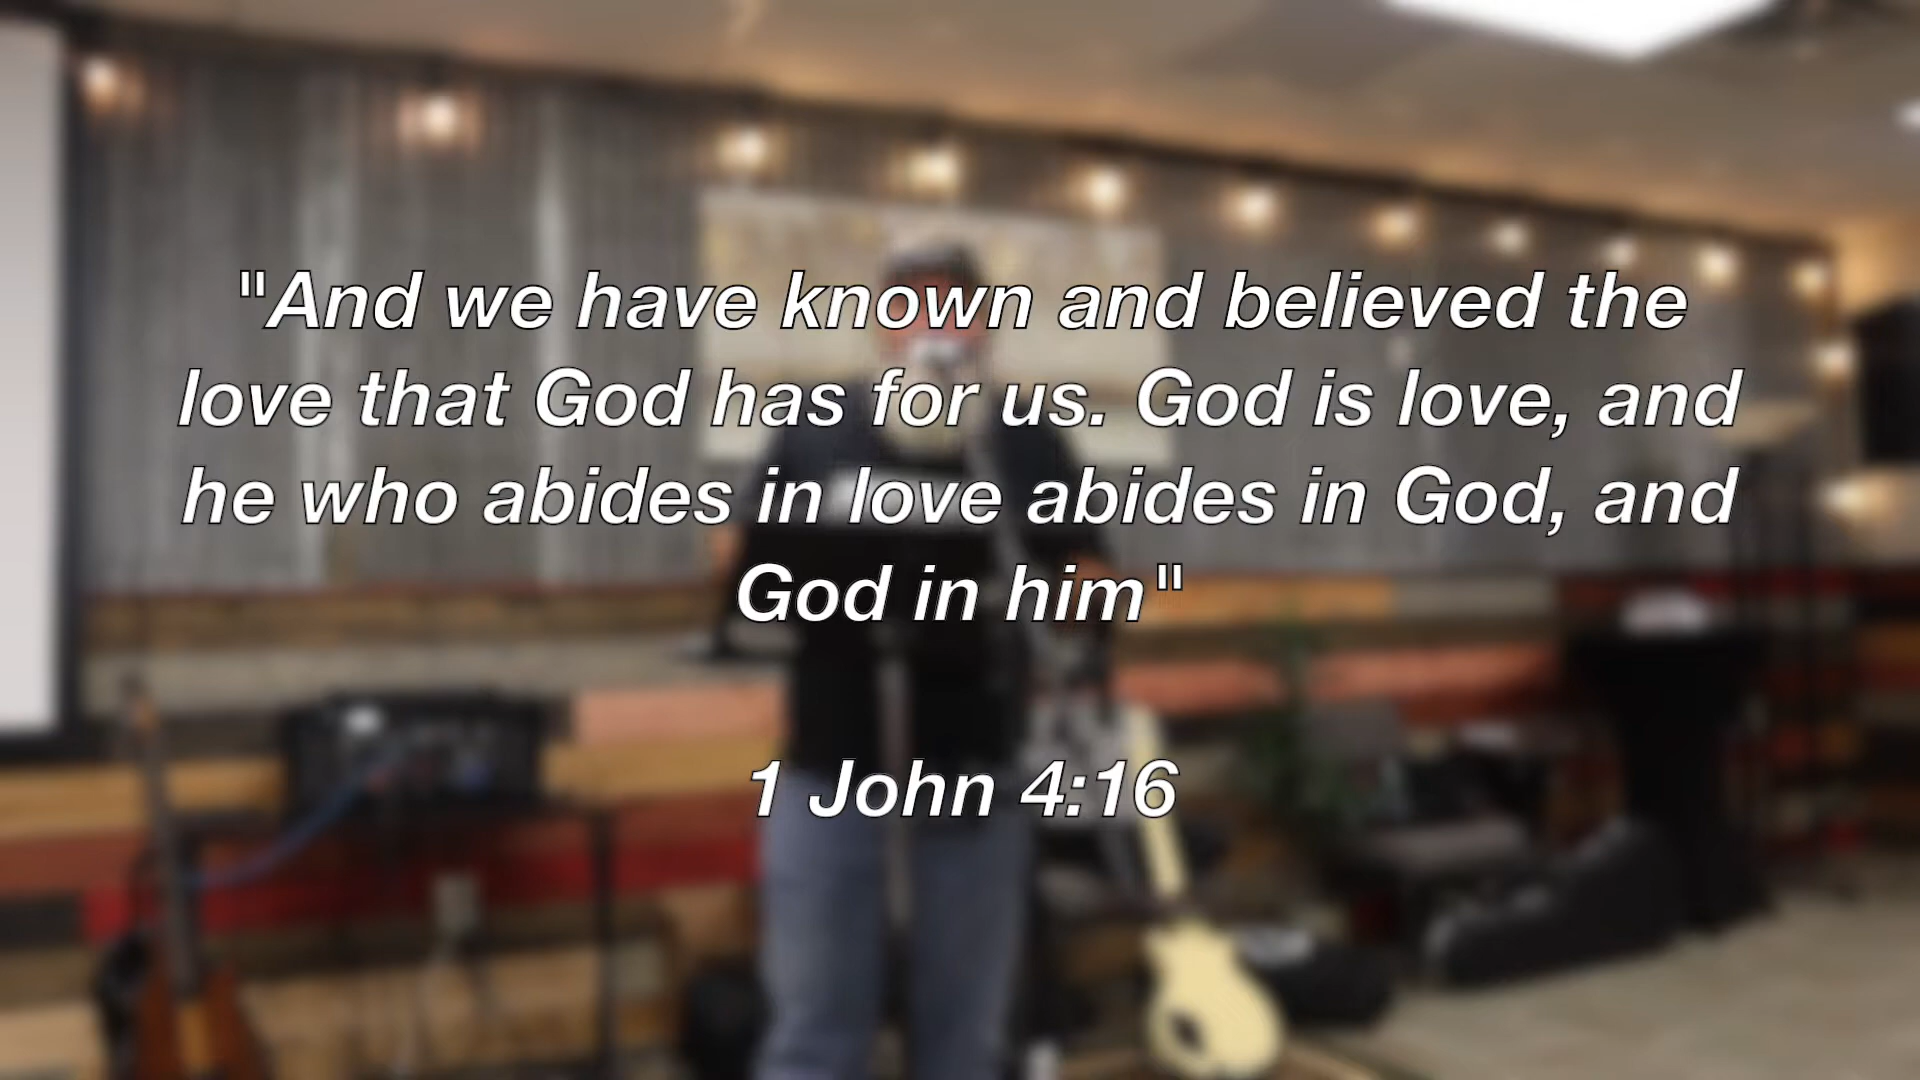 "And we have known and believed the
love that God has for us. God is love, and
he who abides in love abides in God, and
God in him"
1 John 4:16